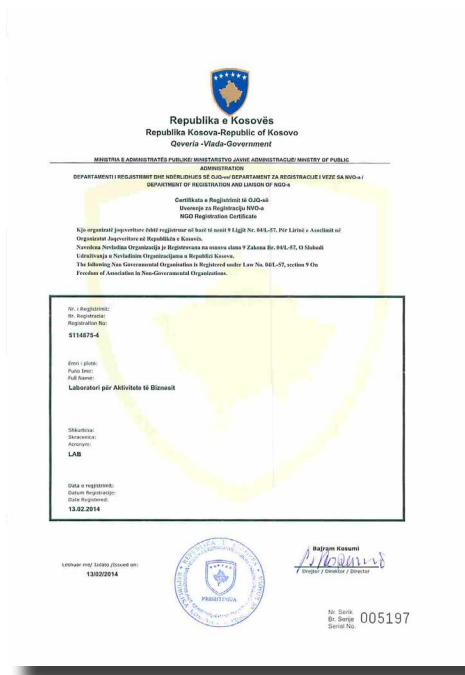 Republika e Kosovës
Republika Kosova-Republic of Kosovo
Qeveria -Vlada-Government
MINISTRIA E ADMINISTRATËS PUBLIKE/ MINISTARSTVO JAVNE ADMINISTRACIJE/ MINISTRY OF PUBLIC
ADMINISTRATION
DEPARTAMENTI I REGJISTRIMIT DHE NDËRLIDHJES SË OJQ-ve/ DEPARTAMENT ZA REGISTRACIJE I VEZE SA NVO-a /
DEPARTMENT OF REGISTRATION AND LIAISON OF NGO-s
Certifikata e Regjistrimit të OJQ-së
Uverenje za Registraciju NVO-a
NGO Registration Certificate
Kjo organizatë joqeveritare është regjistruar në bazë të nenit 9 Ligjit Nr. 04/L-57. Për Lirinë e Asocimit në
Organizatat Joqeveritare në Republikën e Kosovës.
Navedena Nevladina Organizacija je Registrovana na osnovu clana 9 Zakona Br. 04/L-57, O Slobodi
Udruživanja u Nevladinim Organizacijama u Republici Kosovu.
The following Non Governmental Organisation is Registered under Law No. 04/L-57, section 9 On
Freedom of Association in Non-Governmental Organizations.
Nr. i Regjistrimit:
Br. Registracia:
Registration No:
5114875-4
Emri i plotë:
Puno Ime:
Full Name:
Laboratori për Aktivitete të Biznesit
Shkurtesa:
Skracenica:
Acronym:
LAB
Data e regjistrimit:
Datum Registracije:
Date Registered:
13.02.2014
Lëshuar më/ Izdato /Issued on:
13/02/2014
PRISHTINË/A
Bajram Kosumi
Drejtor / Direktor / Director
Nr. Serik
Br. Serije 005197
Serial No.